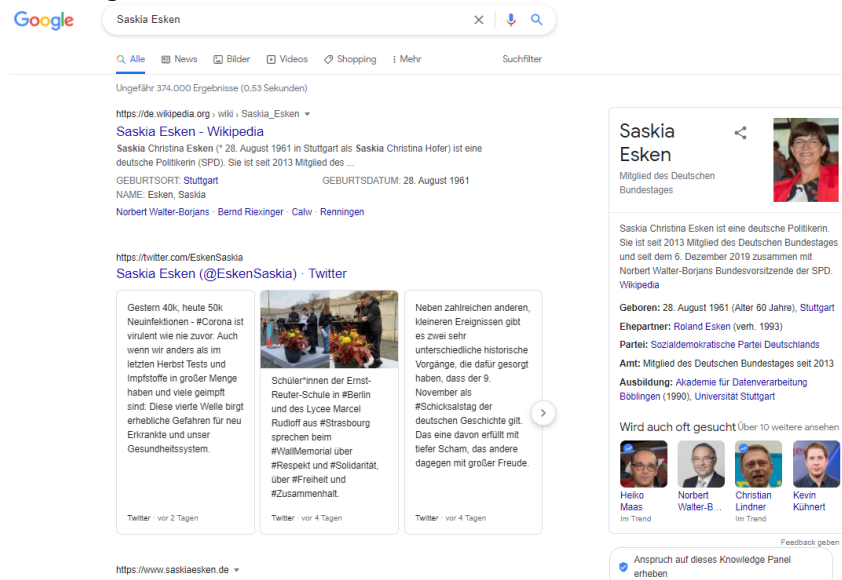 Google
Saskia Esken
Alle
News
Bilder
Videos
Shopping
Mehr
Suchfilter
Ungefähr 374.000 Ergebnisse (0,53 Sekunden)
https://de.wikipedia.org › wiki › Saskia_Esken
Saskia Esken - Wikipedia
Saskia Christina Esken (* 28. August 1961 in Stuttgart als Saskia Christina Hofer) ist eine
deutsche Politikerin (SPD). Sie ist seit 2013 Mitglied des ...
GEBURTSORT: Stuttgart
GEBURTSDATUM: 28. August 1961
NAME: Esken, Saskia
Norbert Walter-Borjans · Bernd Riexinger · Calw · Renningen
https://twitter.com/EskenSaskia
Saskia Esken (@EskenSaskia) · Twitter
Gestern 40k, heute 50k
Neuinfektionen - #Corona ist
virulent wie nie zuvor. Auch
wenn wir anders als im
letzten Herbst Tests und
Impfstoffe in großer Menge
haben und viele geimpft
sind: Diese vierte Welle birgt
erhebliche Gefahren für neu
Erkrankte und unser
Gesundheitssystem.
Twitter · vor 2 Tagen
Schüler*innen der Ernst-
Reuter-Schule in #Berlin
und des Lycee Marcel
Rudloff aus #Strasbourg
sprechen beim
#WallMemorial über
#Respekt und #Solidarität,
über #Freiheit und
#Zusammenhalt.
Twitter · vor 4 Tagen
Neben zahlreichen anderen,
kleineren Ereignissen gibt
es zwei sehr
unterschiedliche historische
Vorgänge, die dafür gesorgt
haben, dass der 9.
November als
#Schicksalstag der
deutschen Geschichte gilt.
Das eine davon erfüllt mit
tiefer Scham, das andere
dagegen mit großer Freude.
Twitter · vor 4 Tagen
https://www.saskiaesken.de
Saskia
Esken
Mitglied des Deutschen
Bundestages
Saskia Christina Esken ist eine deutsche Politikerin.
Sie ist seit 2013 Mitglied des Deutschen Bundestages
und seit dem 6. Dezember 2019 zusammen mit
Norbert Walter-Borjans Bundesvorsitzende der SPD.
Wikipedia
Geboren: 28. August 1961 (Alter 60 Jahre), Stuttgart
Ehepartner: Roland Esken (verh. 1993)
Partei: Sozialdemokratische Partei Deutschlands
Amt: Mitglied des Deutschen Bundestages seit 2013
Ausbildung: Akademie für Datenverarbeitung
Böblingen (1990), Universität Stuttgart
Wird auch oft gesucht
Über 10 weitere ansehen
Heiko
Maas
Im Trend
Norbert
Walter-B...
Christian
Lindner
Im Trend
Kevin
Kühnert
Feedback geben
Anspruch auf dieses Knowledge Panel
erheben